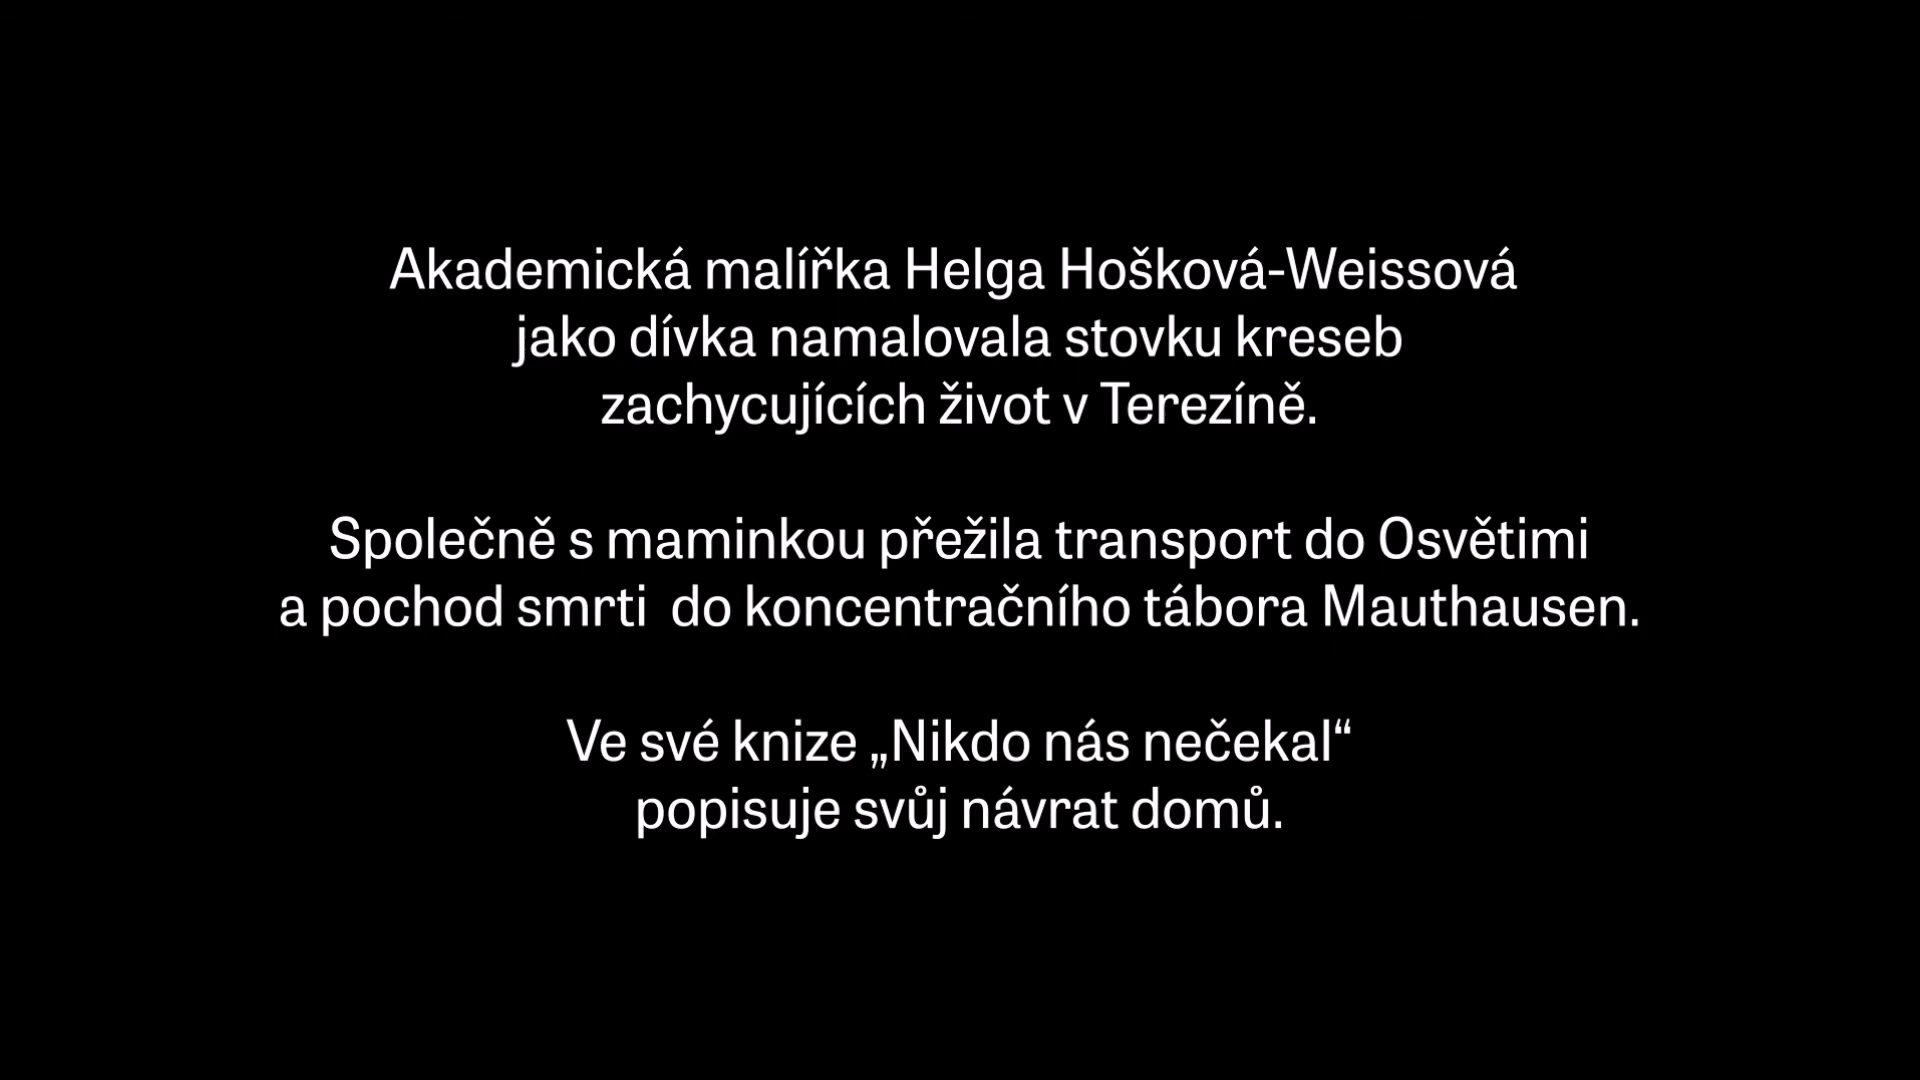 Akademická malířka Helga Hošková-Weissová
jako dívka namalovala stovku kreseb
zachycujících život v Terezíně.
Společně s maminkou přežila transport do Osvětimi
a pochod smrti  do koncentračního tábora Mauthausen.
Ve své knize „Nikdo nás nečekal“
popisuje svůj návrat domů.